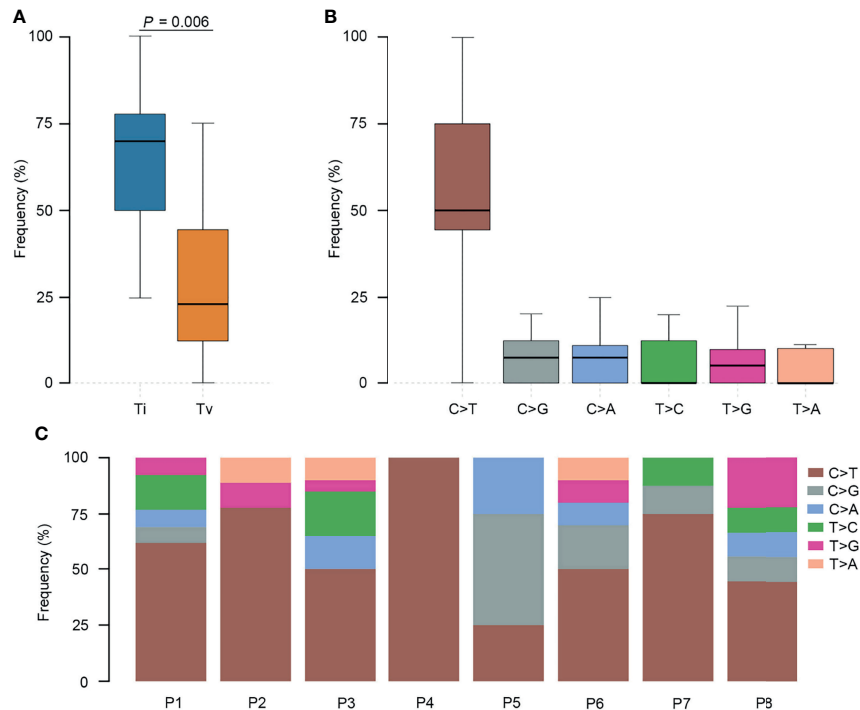 A
P = 0.006
100
75
50
25
0
Frequency (%)
Ti
Tv
B
100
75
50
25
0
Frequency (%)
C>T
C>G
C>A
T>C
T>G
T>A
C
100
75
50
25
0
Frequency (%)
P1
P2
P3
P4
P5
P6
P7
P8
C>T
C>G
C>A
T>C
T>G
T>A